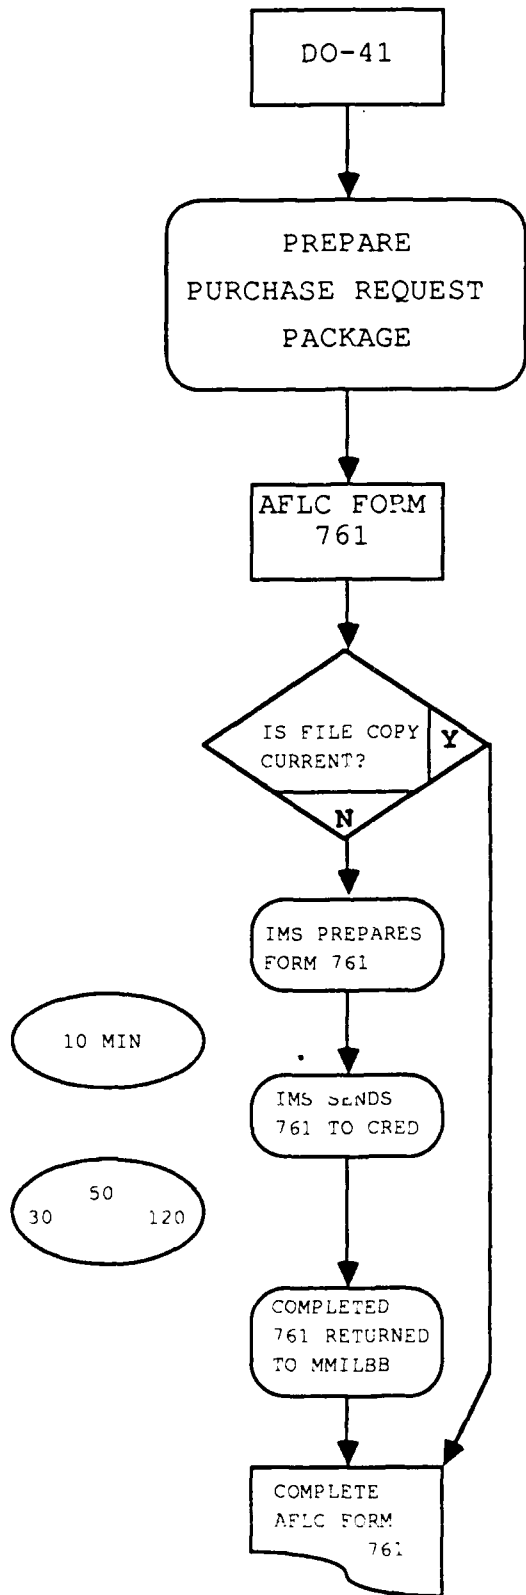 DO-41
PREPARE
PURCHASE REQUEST
PACKAGE
AFLC FORM
761
IS FILE COPY
CURRENT?
Y
N
IMS PREPARES
FORM 761
10 MIN
IMS SENDS
761 TO CRED
50
30 120
COMPLETED
761 RETURNED
TO MMILBB
COMPLETE
AFLC FORM
761